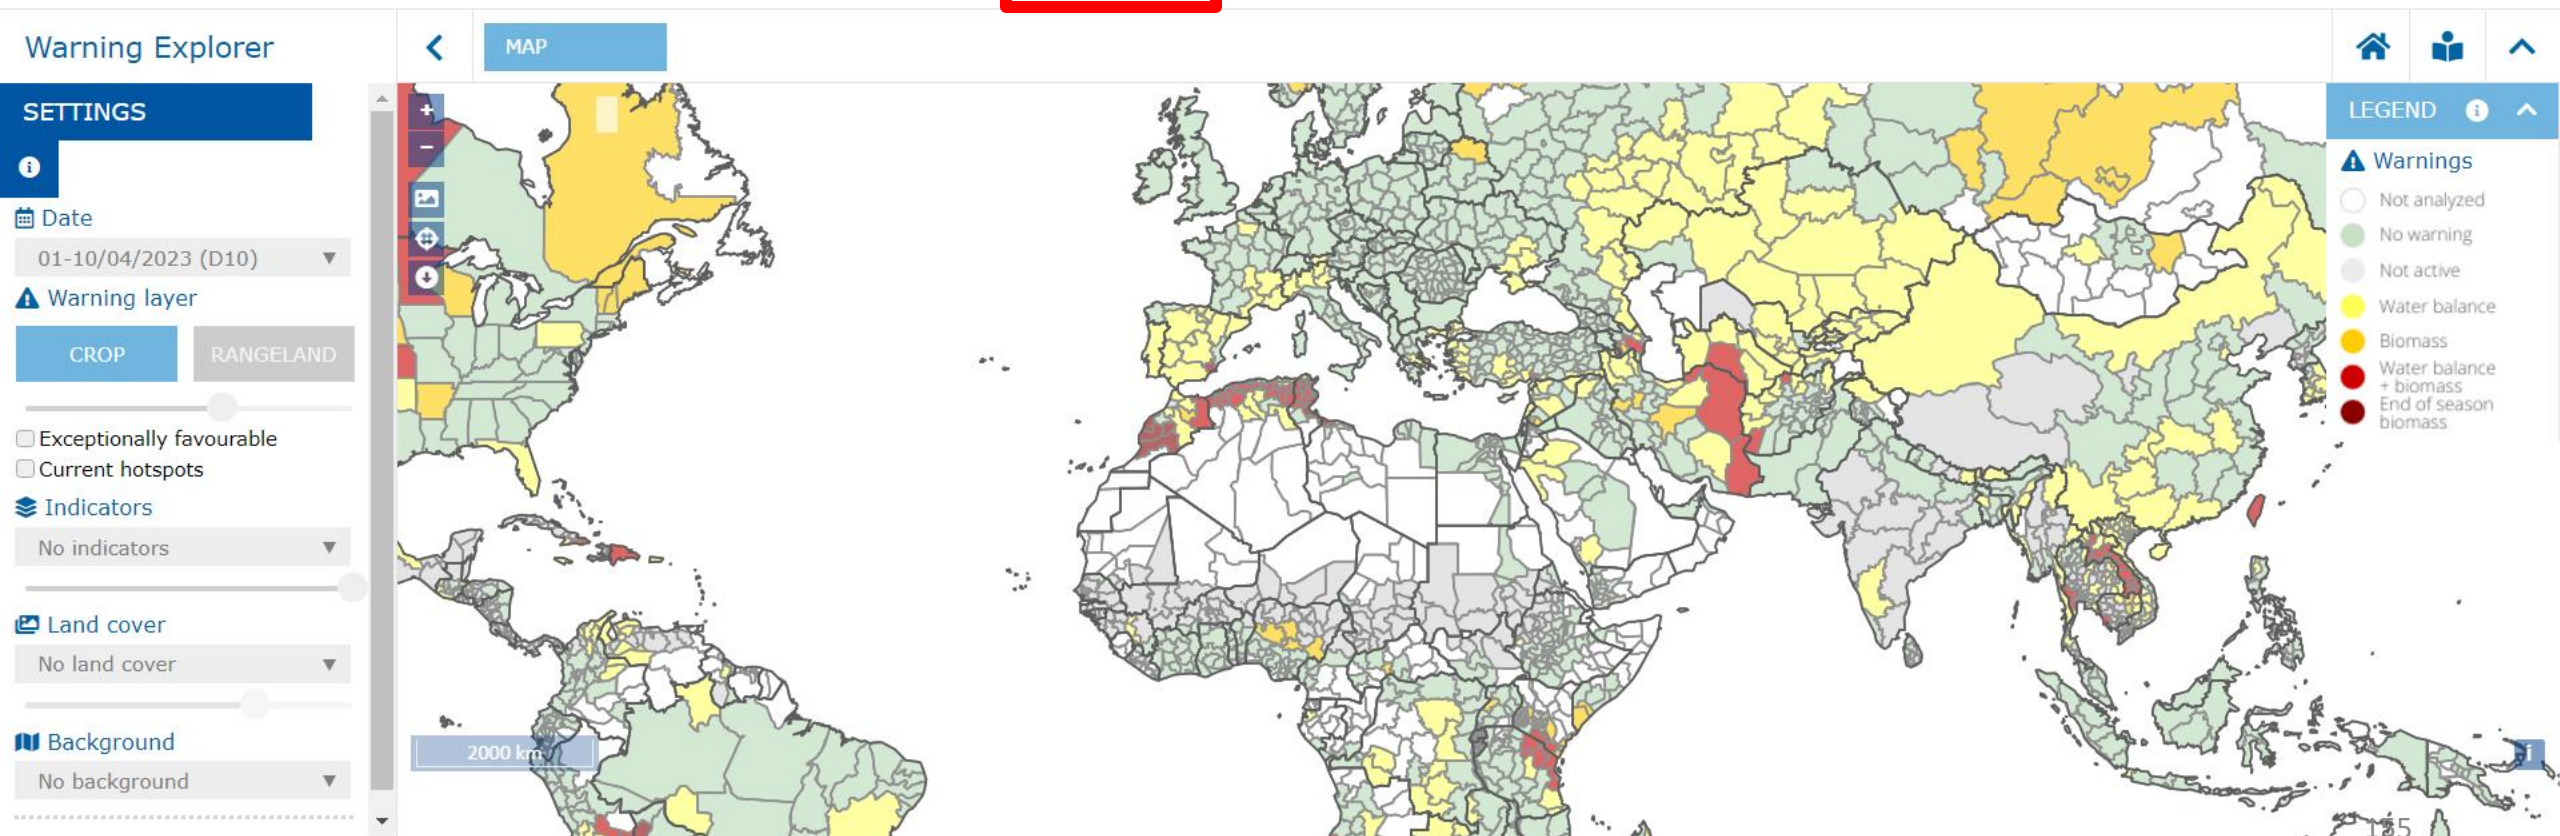 Warning Explorer
MAP
SETTINGS
Date
01-10/04/2023 (D10)
Warning layer
CROP
RANGELAND
Exceptionally favourable
Current hotspots
Indicators
No indicators
Land cover
No land cover
Background
No background
2000 km
LEGEND
Warnings
Not analyzed
No warning
Not active
Water balance
Biomass
Water balance
+ biomass
End of season
biomass